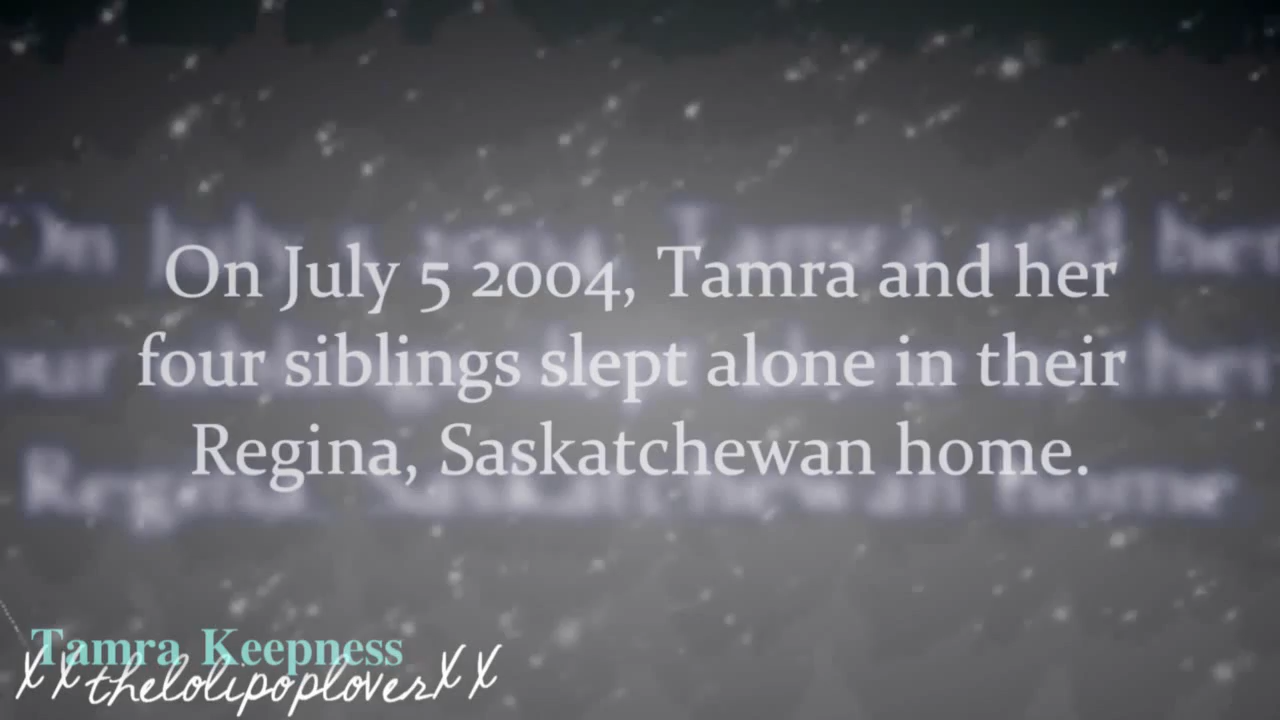 On July 5 2004, Tamra and her
four siblings slept alone in their
Regina, Saskatchewan home.
Tamra Keepness
XXthelolipoploverXX